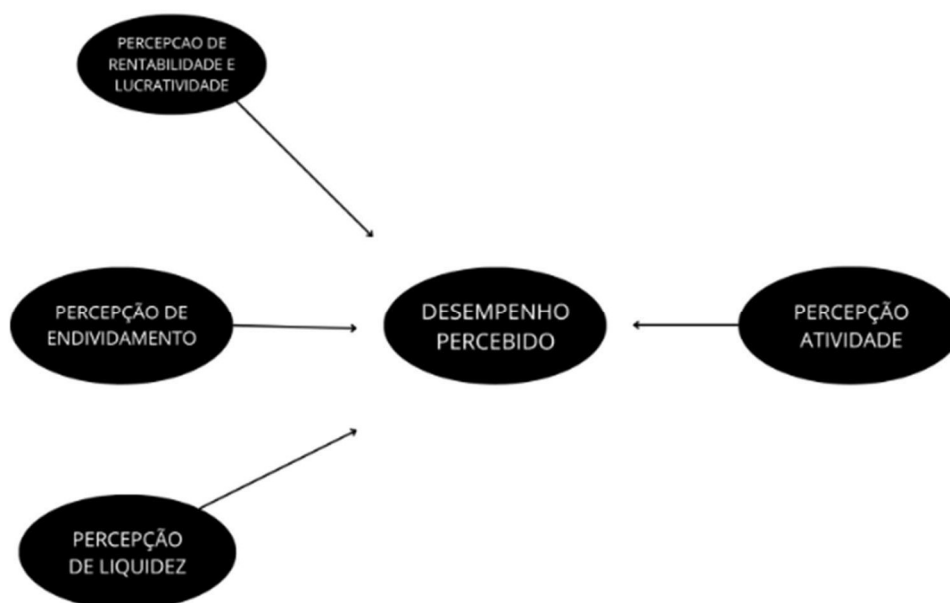 PERCEPCAO DE
RENTABILIDADE E
LUCRATIVIDADE
PERCEPÇÃO DE
ENDIVIDAMENTO
DESEMPENHO
PERCEBIDO
PERCEPÇÃO
ATIVIDADE
PERCEPÇÃO
DE LIQUIDEZ